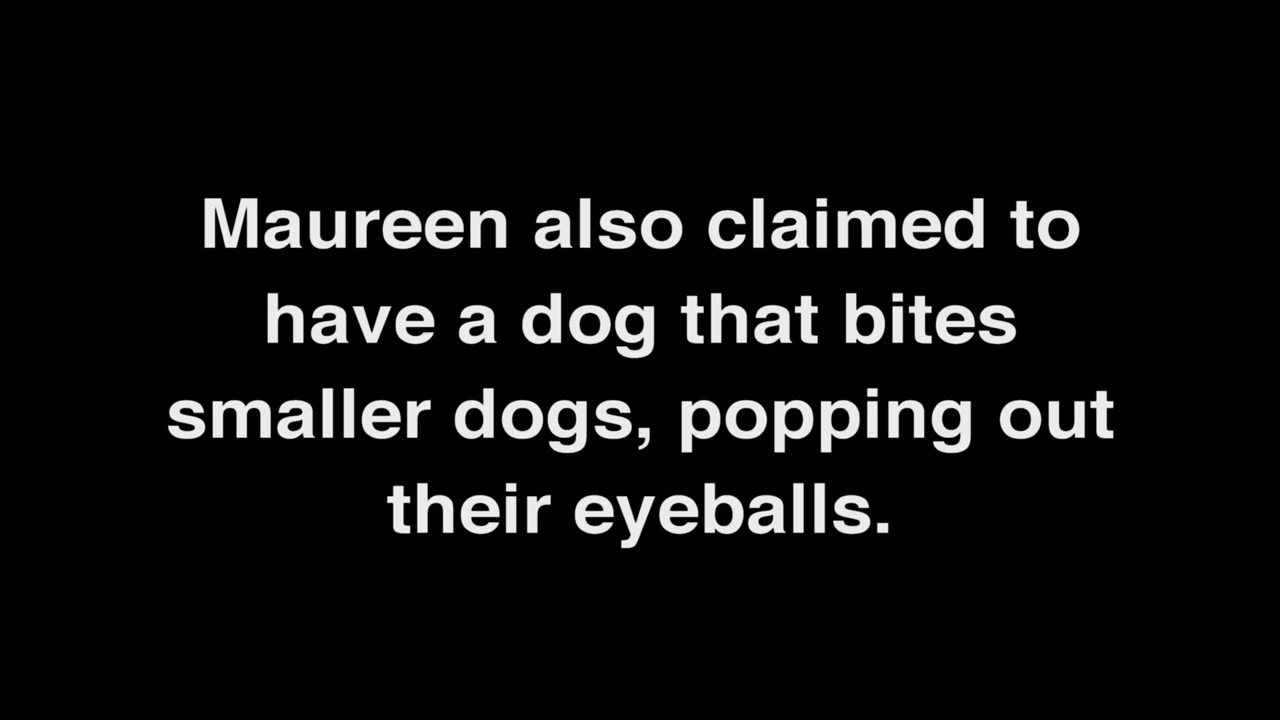 Maureen also claimed to
have a dog that bites
smaller dogs, popping out
their eyeballs.